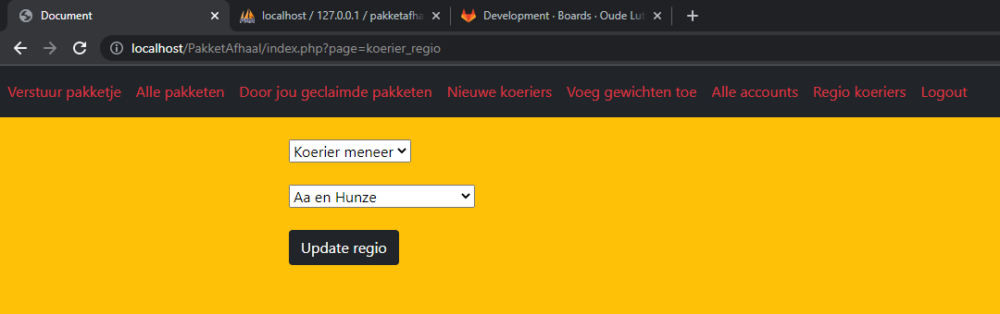 Document
localhost / 127.0.0.1 / pakketafha
Development · Boards · Oude Lut
localhost/PakketAfhaal/index.php?page=koerier_regio
Verstuur pakketje Alle pakketen Door jou geclaimde pakketen Nieuwe koeriers Voeg gewichten toe Alle accounts Regio koeriers Logout
Koerier meneer
Aa en Hunze
Update regio